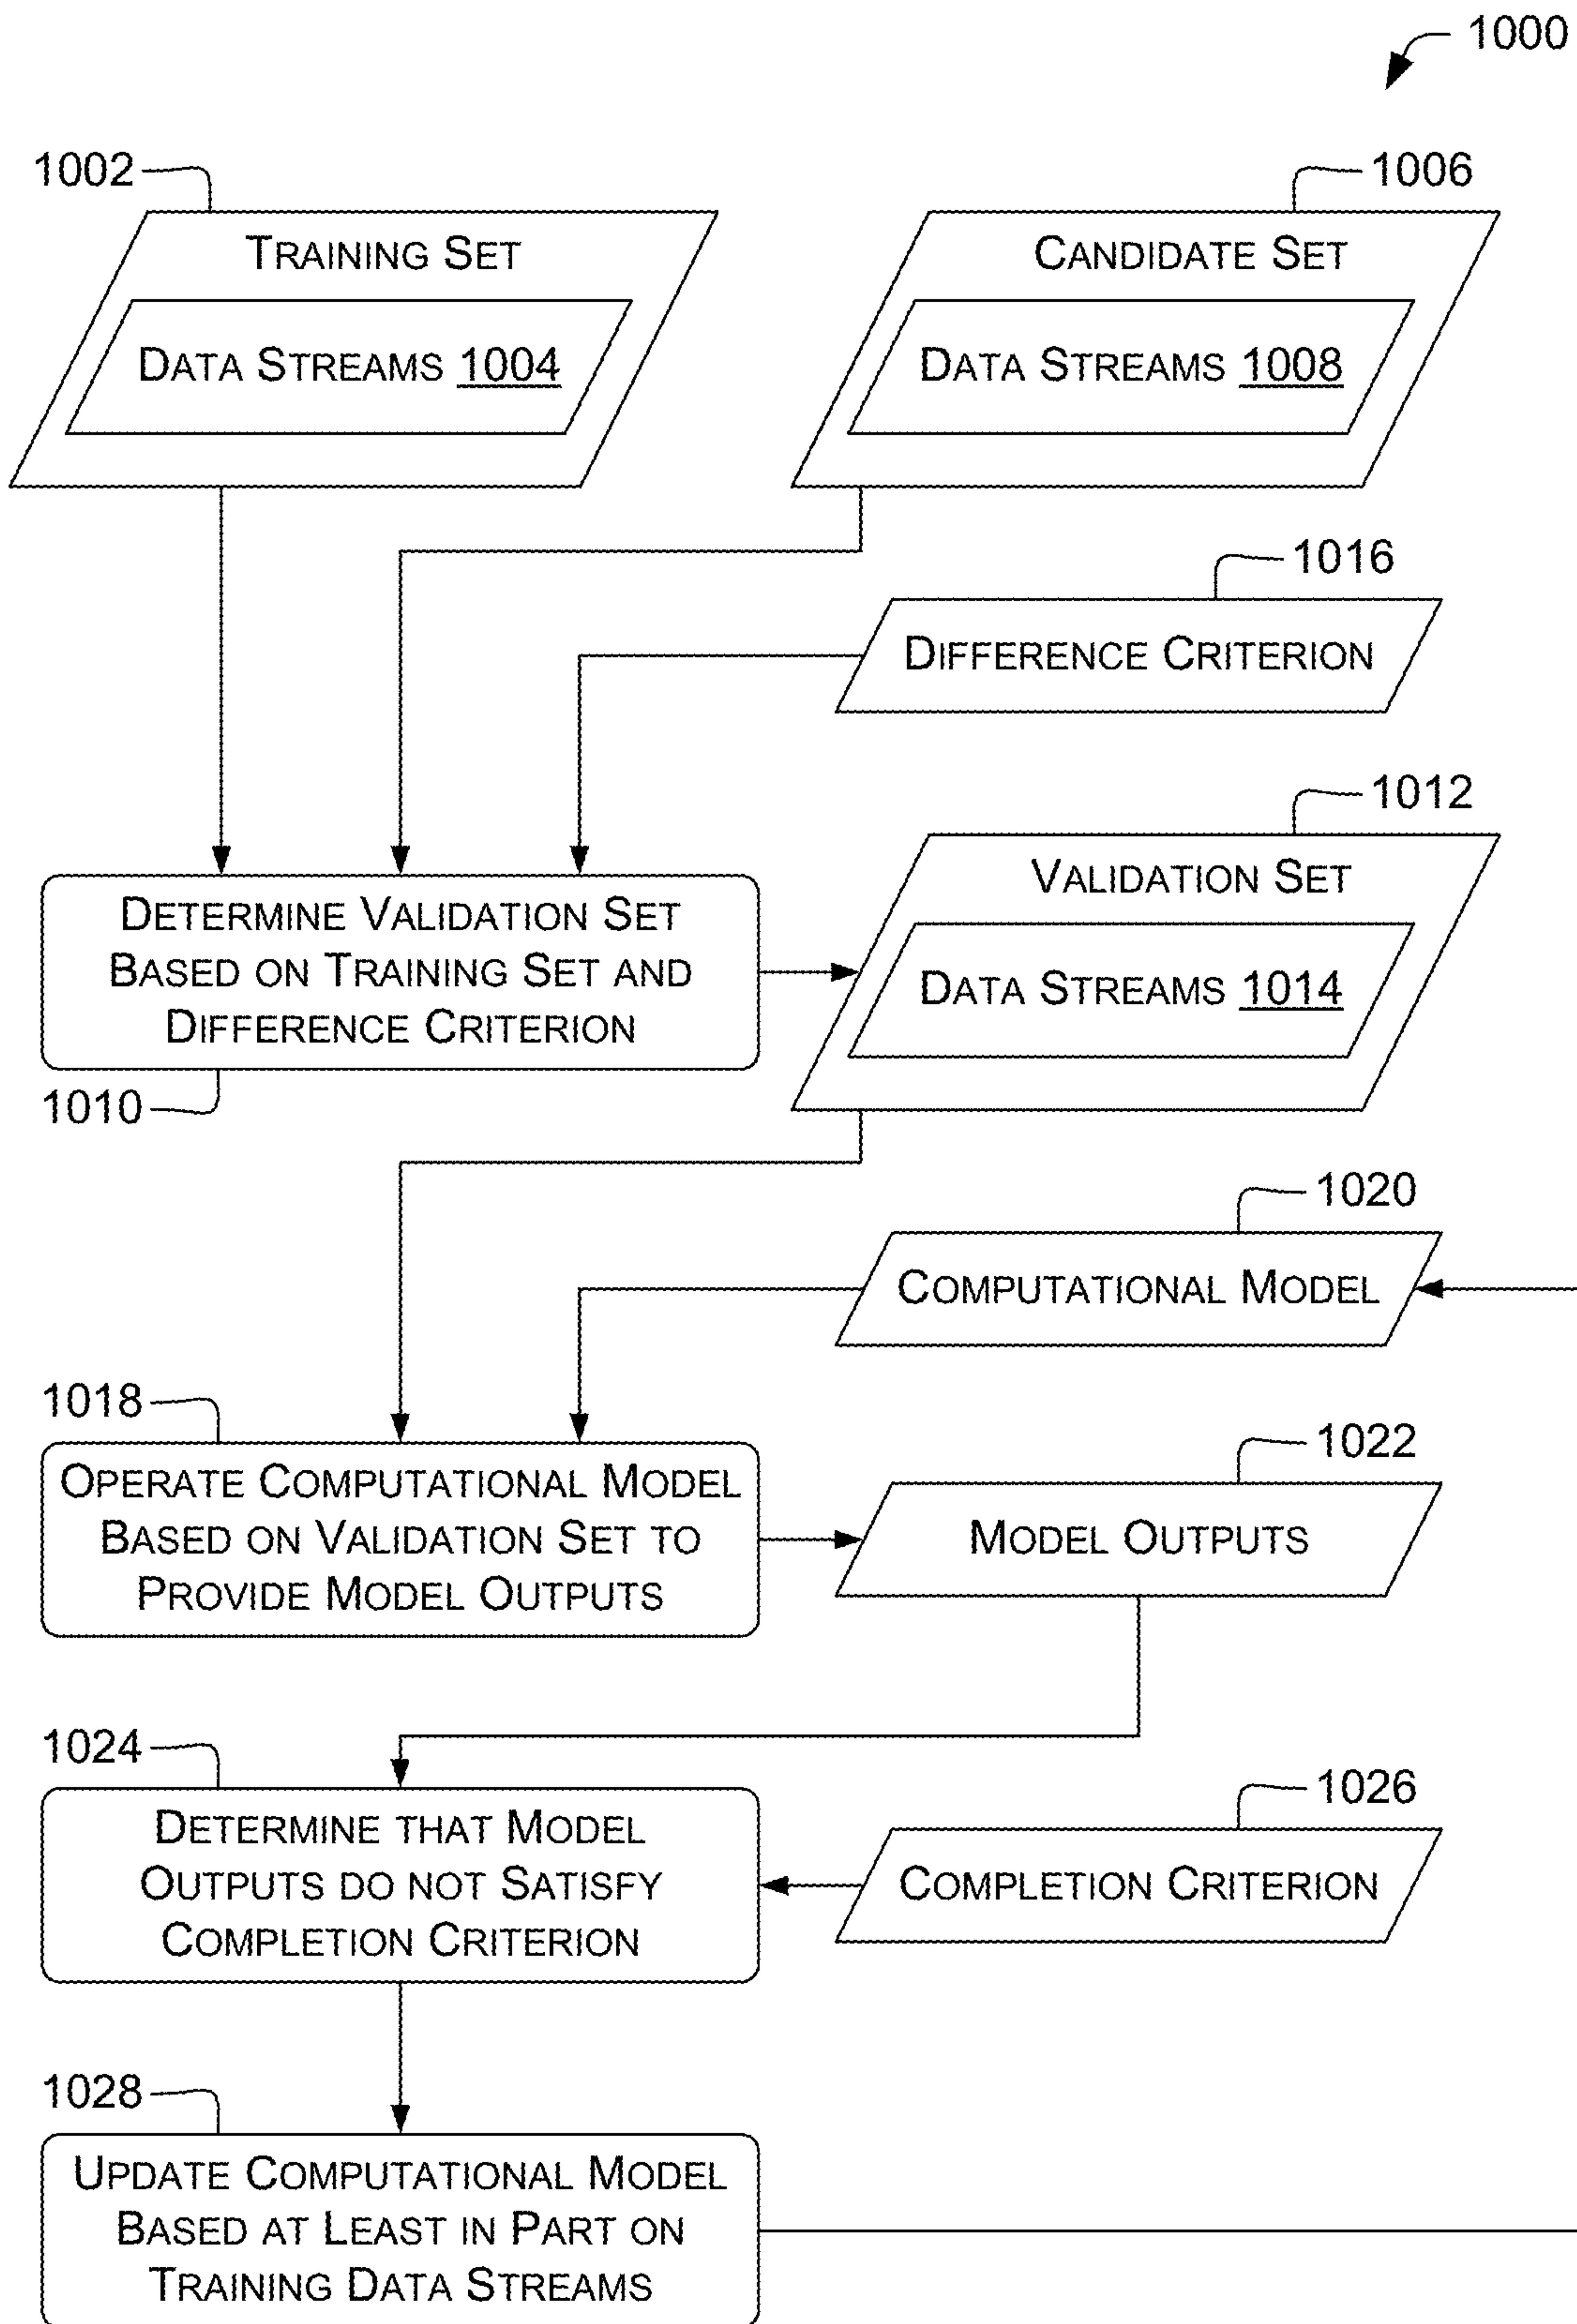 1000
1002
1006
TRAINING SET
CANDIDATE SET
DATA STREAMS 1004
DATA STREAMS 1008
1016
DIFFERENCE CRITERION
1012
VALIDATION SET
DETERMINE VALIDATION SET
BASED ON TRAINING SET AND
DIFFERENCE CRITERION
DATA STREAMS 1014
1010
1020
COMPUTATIONAL MODEL
1018
1022
OPERATE COMPUTATIONAL MODEL
BASED ON VALIDATION SET TO
PROVIDE MODEL OUTPUTS
MODEL OUTPUTS
1024
1026
DETERMINE THAT MODEL
OUTPUTS DO NOT SATISFY
COMPLETION CRITERION
COMPLETION CRITERION
1028
UPDATE COMPUTATIONAL MODEL
BASED AT LEAST IN PART ON
TRAINING DATA STREAMS